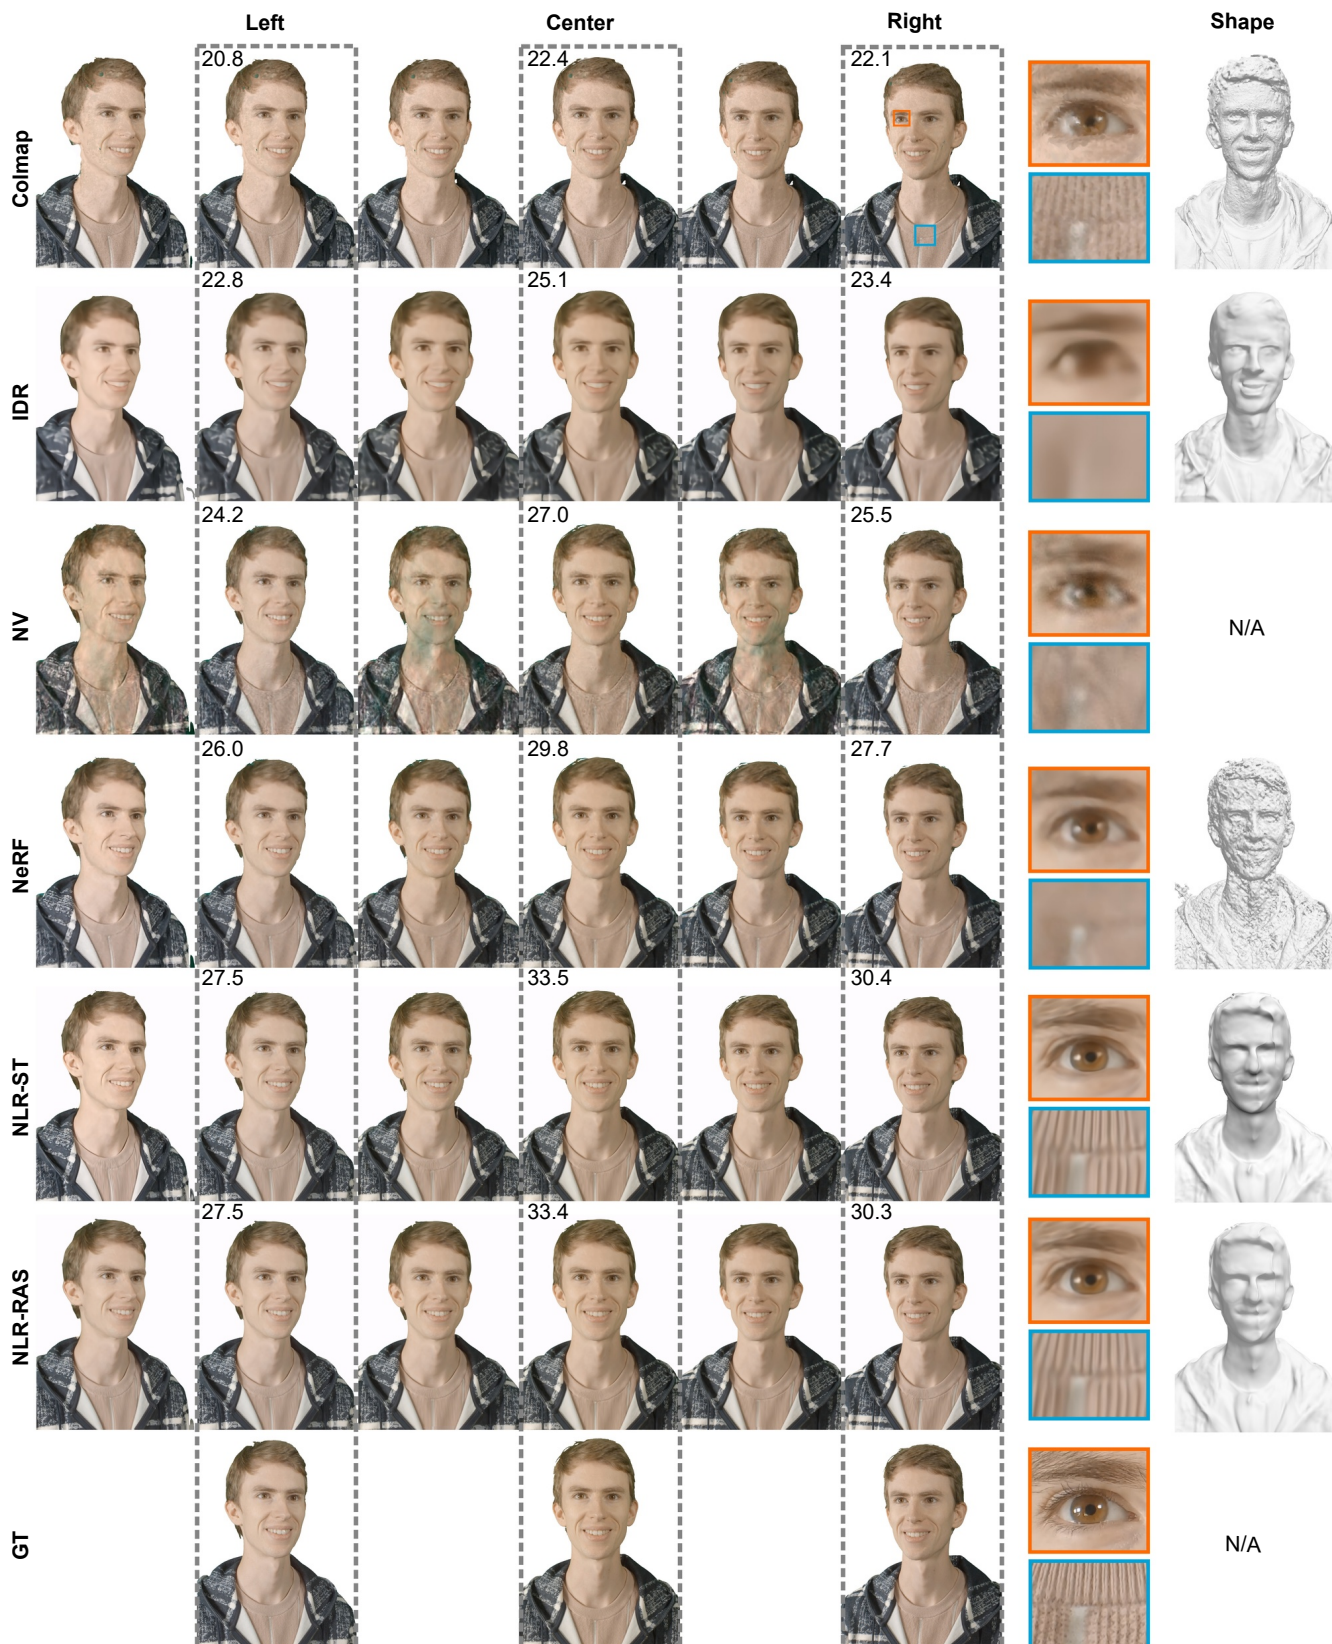 Left Center Right Shape
Colmap
20.8 22.4 22.1
IDR
22.8 25.1 23.4
NV
24.2 27.0 25.5
N/A
NeRF
26.0 29.8 27.7
NLR-ST
27.5 33.5 30.4
NLR-RAS
27.5 33.4 30.3
GT
N/A